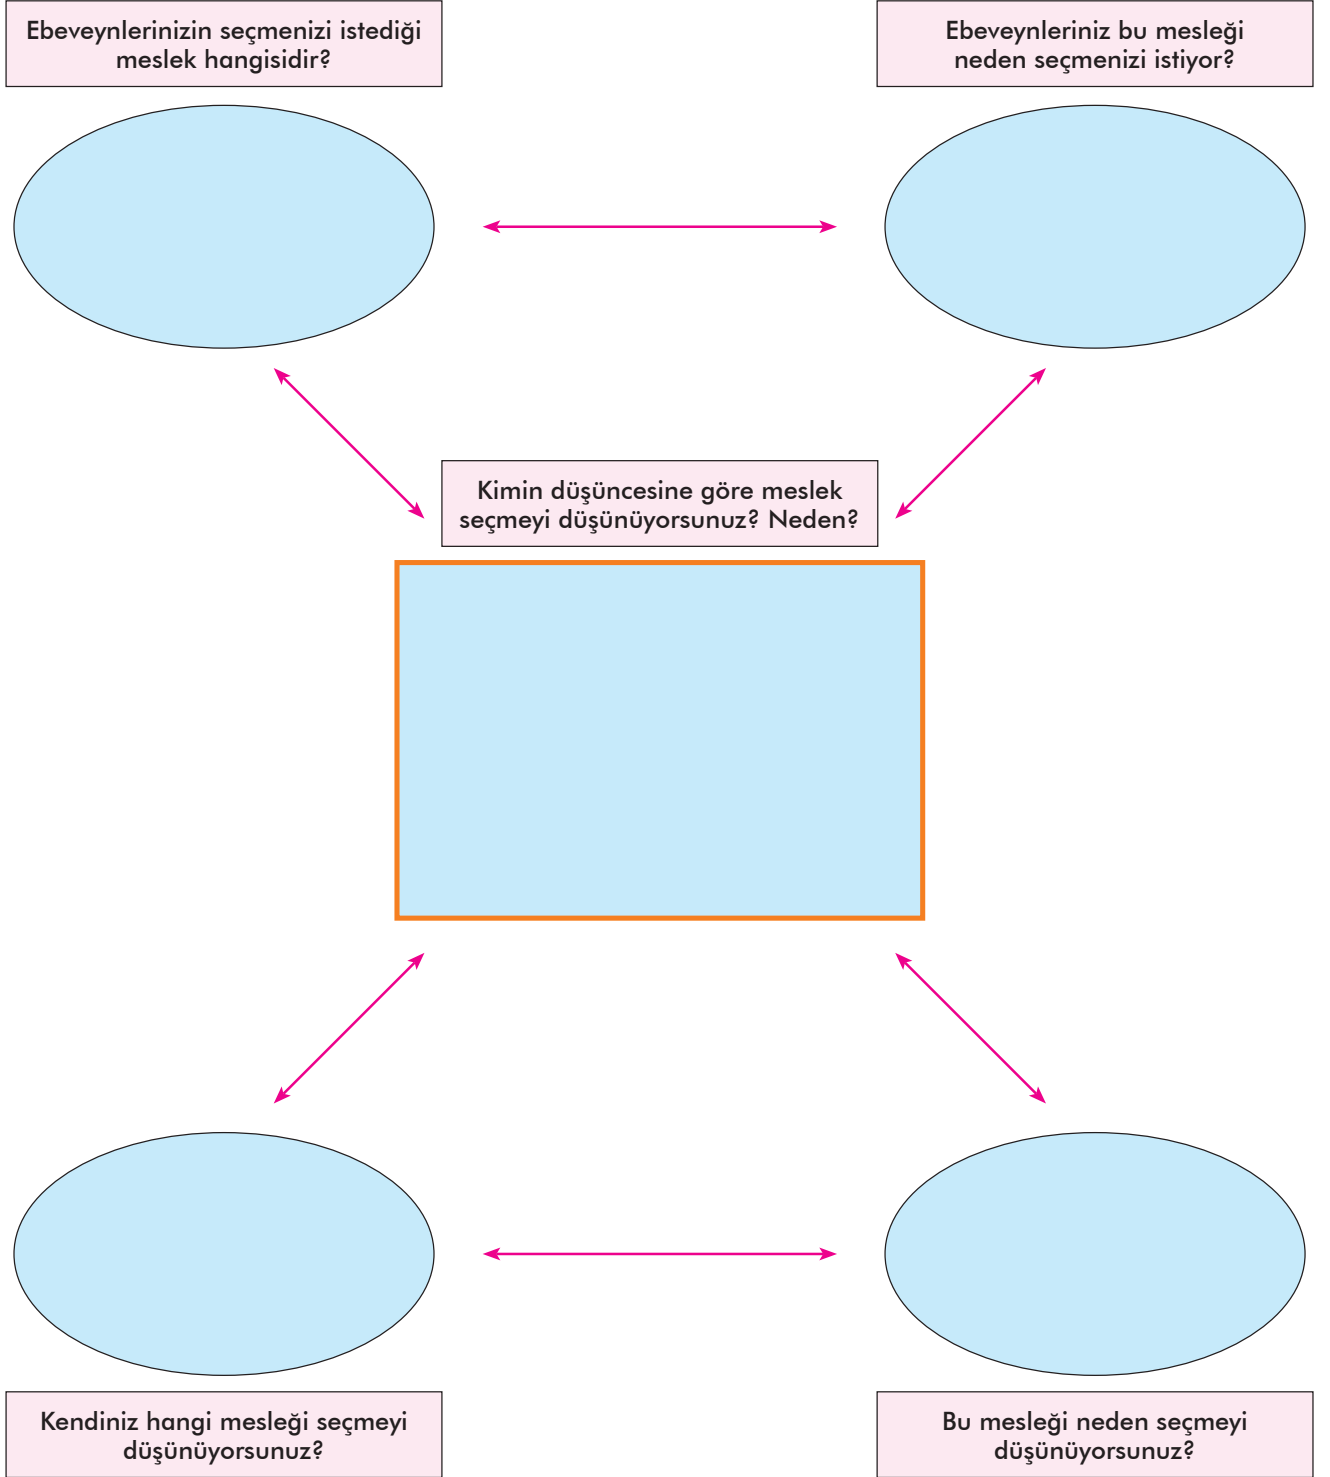 Ebeveynlerinizin seçmenizi istediği
meslek hangisidir?
Ebeveynleriniz bu mesleği
neden seçmenizi istiyor?
Kimin düşüncesine göre meslek
seçmeyi düşünüyorsunuz? Neden?
Kendiniz hangi mesleği seçmeyi
düşünüyorsunuz?
Bu mesleği neden seçmeyi
düşünüyorsunuz?